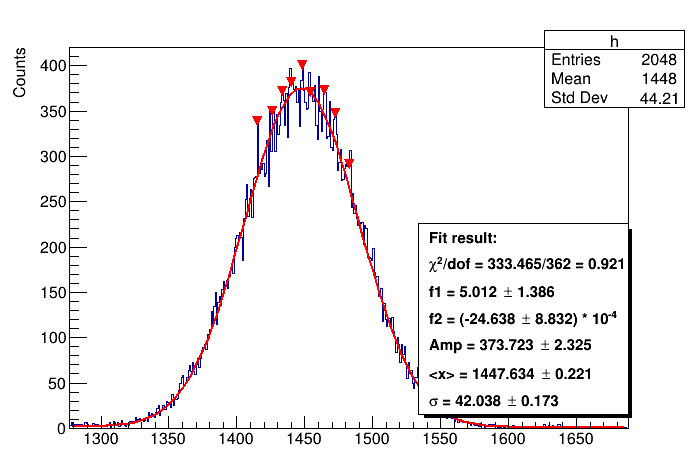 h
Entries 2048
Mean 1448
Std Dev 44.21
Counts
400
350
300
250
200
150
100
50
0
Fit result:
χ²/dof = 333.465/362 = 0.921
f1 = 5.012 ± 1.386
f2 = (-24.638 ± 8.832) * 10⁻⁴
Amp = 373.723 ± 2.325
<x> = 1447.634 ± 0.221
σ = 42.038 ± 0.173
1300 1350 1400 1450 1500 1550 1600 1650